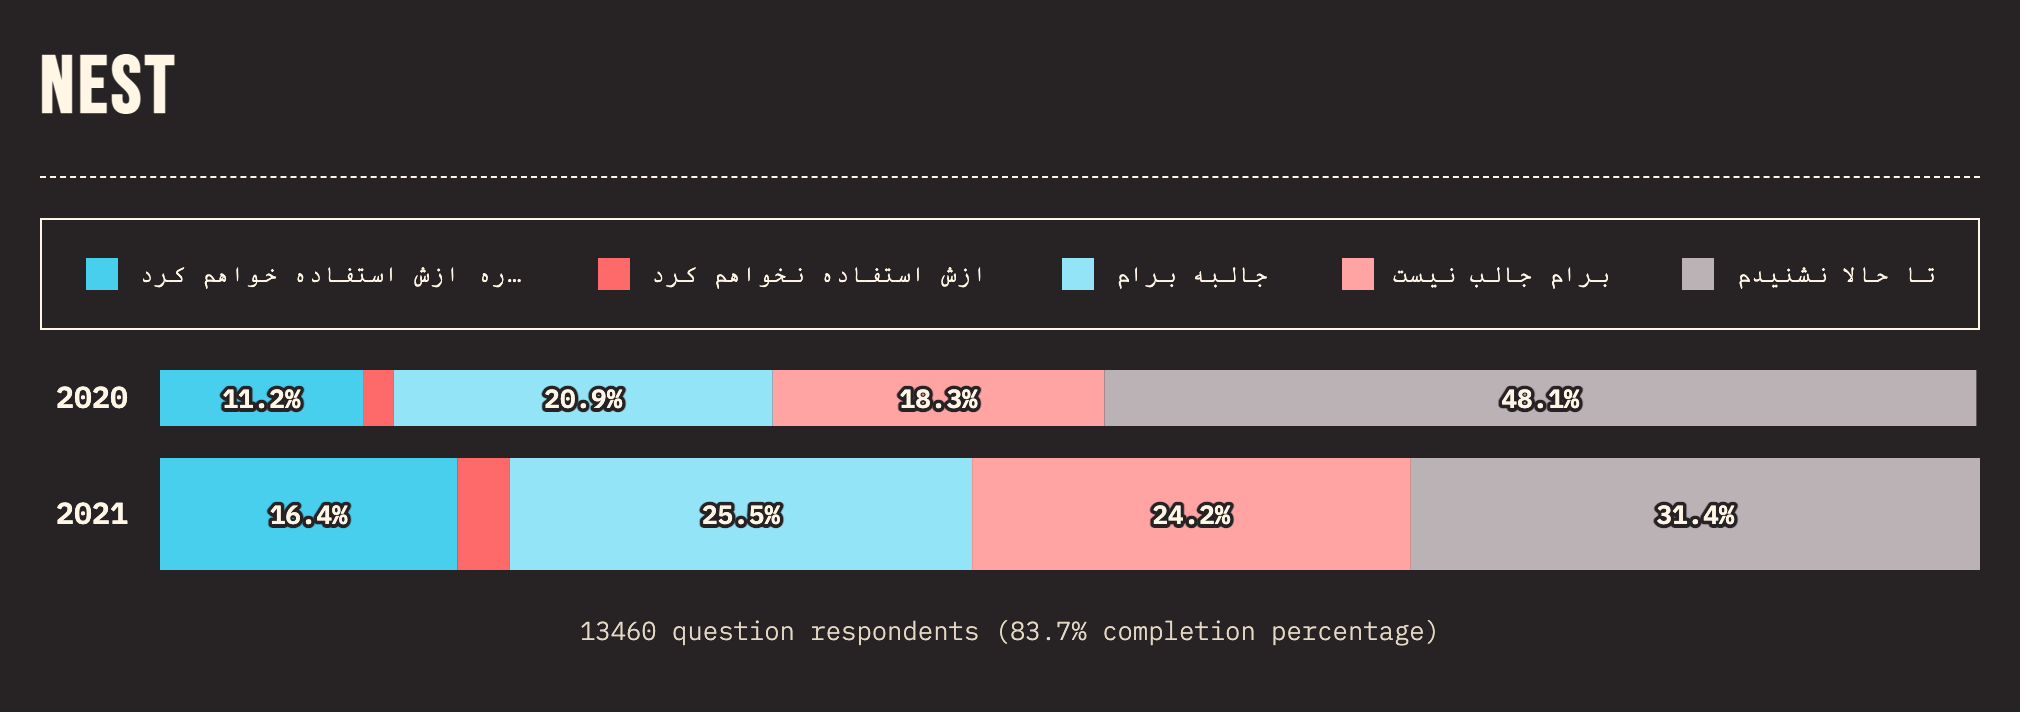 NEST
…ره ازش استفاده خواهم کرد
ازش استفاده نخواهم کرد
جالبه برام
برام جالب نیست
تا حالا نشنیدم
2020 11.2% 20.9% 18.3% 48.1%
2021 16.4% 25.5% 24.2% 31.4%
13460 question respondents (83.7% completion percentage)